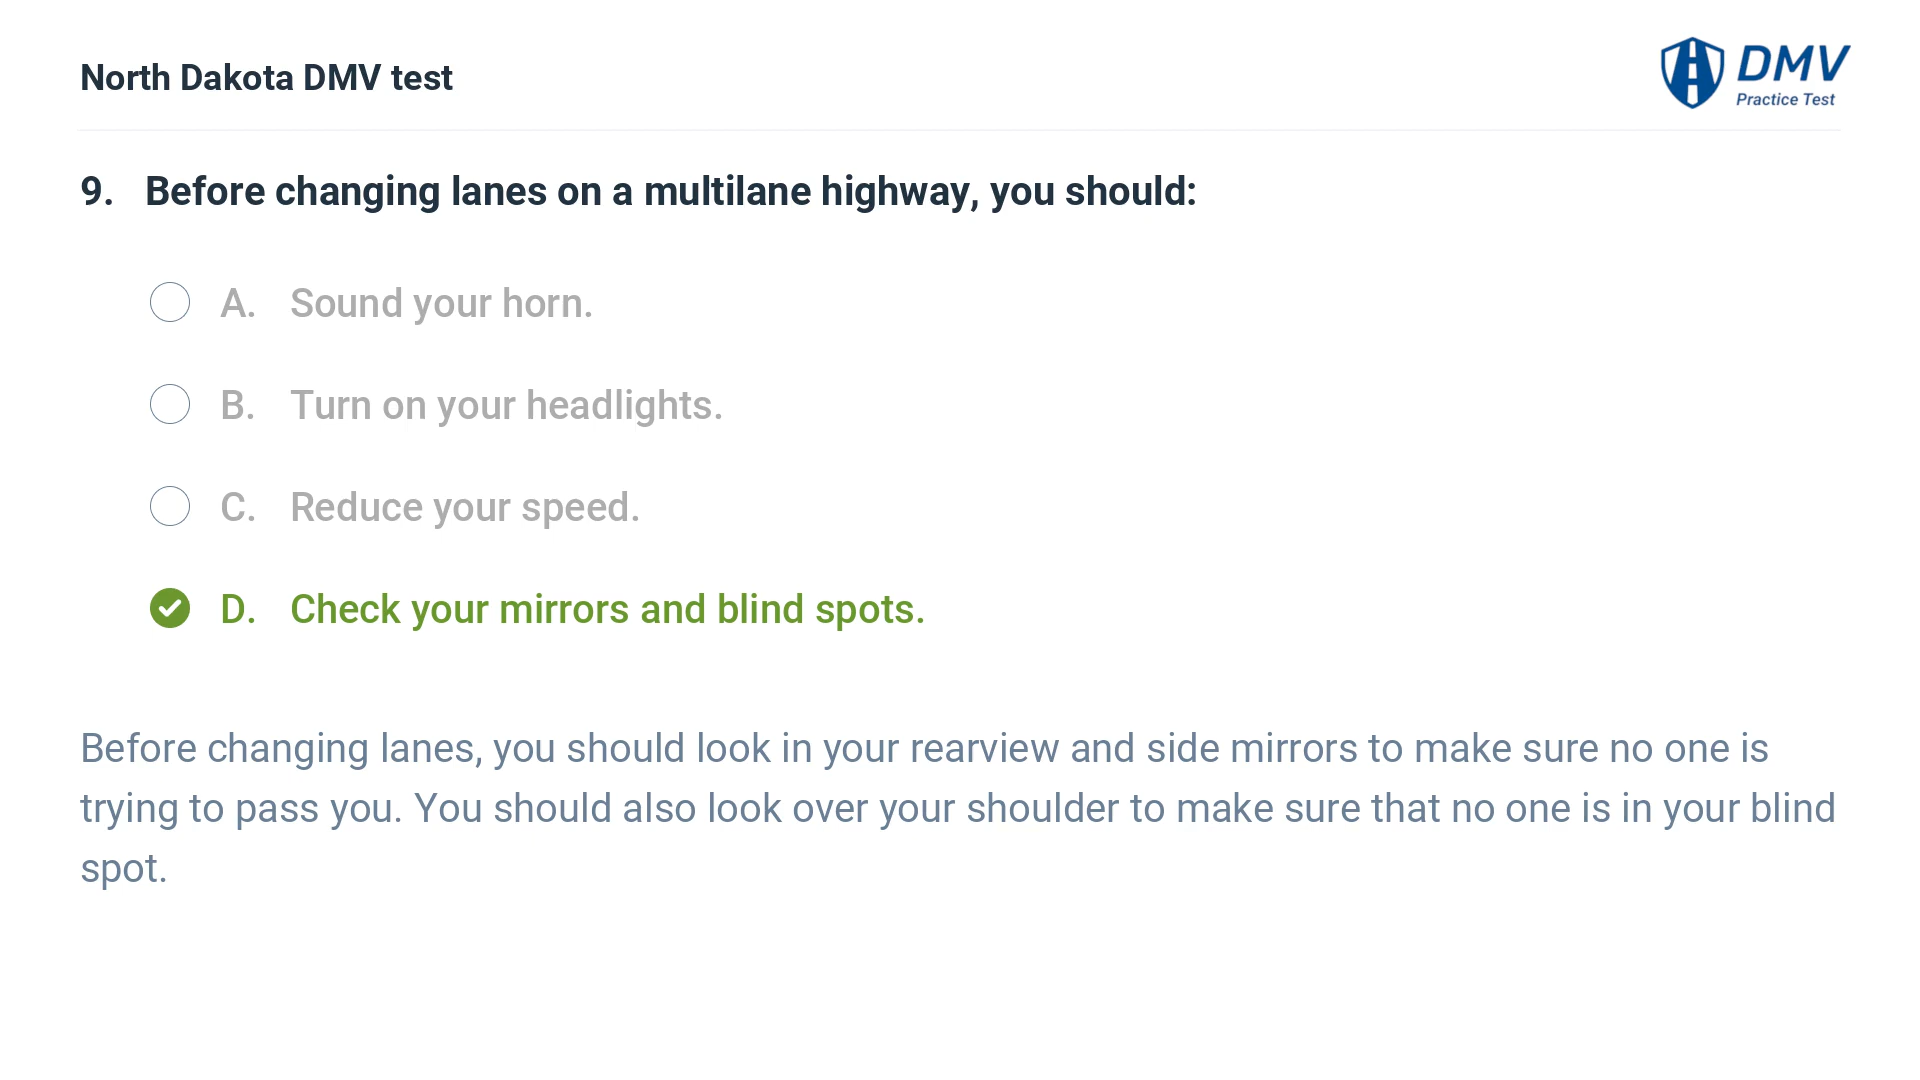 North Dakota DMV test
DMV
Practice Test
9. Before changing lanes on a multilane highway, you should:
A. Sound your horn.
B. Turn on your headlights.
C. Reduce your speed.
D. Check your mirrors and blind spots.
Before changing lanes, you should look in your rearview and side mirrors to make sure no one is
trying to pass you. You should also look over your shoulder to make sure that no one is in your blind
spot.